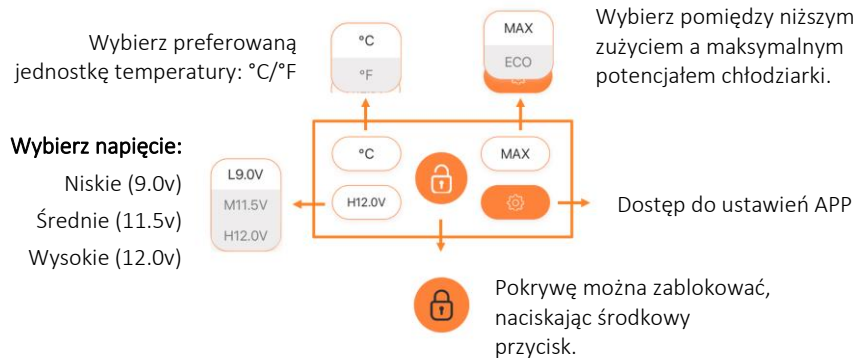 Wybierz preferowaną
jednostkę temperatury: °C/°F
°C
°F
MAX
ECO
Wybierz pomiędzy niższym
zużyciem a maksymalnym
potencjałem chłodziarki.
Wybierz napięcie:
Niskie (9.0v)
Średnie (11.5v)
Wysokie (12.0v)
L9.0V
M11.5V
H12.0V
°C
MAX
H12.0V
Dostęp do ustawień APP
Pokrywę można zablokować,
naciskając środkowy
przycisk.